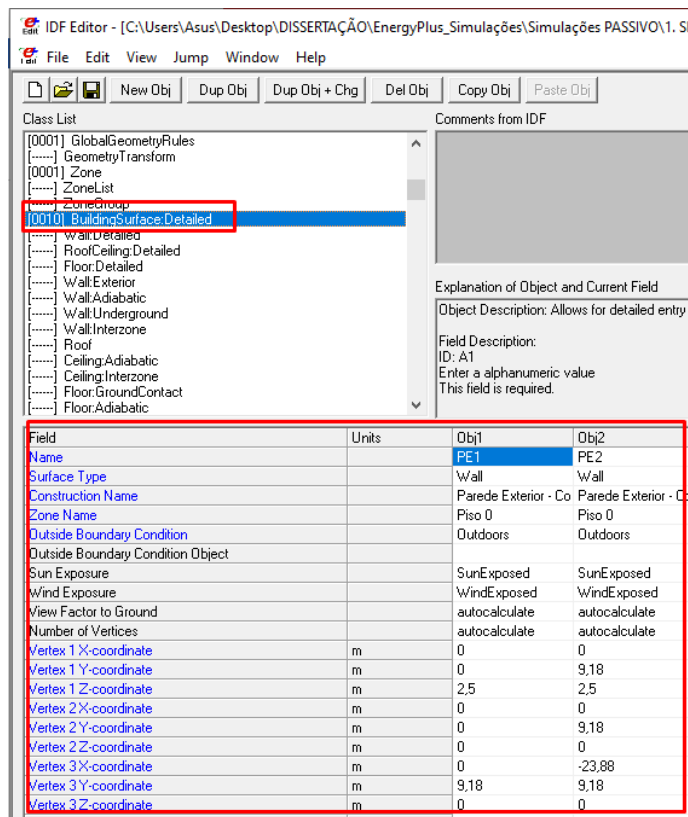 IDF Editor - [C:\Users\Asus\Desktop\DISSERTAÇÃO\EnergyPlus_Simulações\Simulações PASSIVO\1. S
File Edit View Jump Window Help
New Obj Dup Obj Dup Obj + Chg Del Obj Copy Obj Paste Obj
Class List Comments from IDF
[0001] GlobalGeometryRules
[------] GeometryTransform
[0001] Zone
[------] ZoneList
[------] ZoneGroup
[0010] BuildingSurface:Detailed
[------] Wall:Detailed
[------] RoofCeiling:Detailed
[------] Floor:Detailed
[------] Wall:Exterior
[------] Wall:Adiabatic
[------] Wall:Underground
[------] Wall:Interzone
[------] Roof
[------] Ceiling:Adiabatic
[------] Ceiling:Interzone
[------] Floor:GroundContact
[------] Floor:Adiabatic
Explanation of Object and Current Field
Object Description: Allows for detailed entry
Field Description:
ID: A1
Enter a alphanumeric value
This field is required.
Field Units Obj1 Obj2
Name PE1 PE2
Surface Type Wall Wall
Construction Name Parede Exterior - Co Parede Exterior - Co
Zone Name Piso 0 Piso 0
Outside Boundary Condition Outdoors Outdoors
Outside Boundary Condition Object
Sun Exposure SunExposed SunExposed
Wind Exposure WindExposed WindExposed
View Factor to Ground autocalculate autocalculate
Number of Vertices autocalculate autocalculate
Vertex 1 X-coordinate m 0 0
Vertex 1 Y-coordinate m 0 9,18
Vertex 1 Z-coordinate m 2,5 2,5
Vertex 2 X-coordinate m 0 0
Vertex 2 Y-coordinate m 0 9,18
Vertex 2 Z-coordinate m 0 0
Vertex 3 X-coordinate m 0 -23,88
Vertex 3 Y-coordinate m 9,18 9,18
Vertex 3 Z-coordinate m 0 0